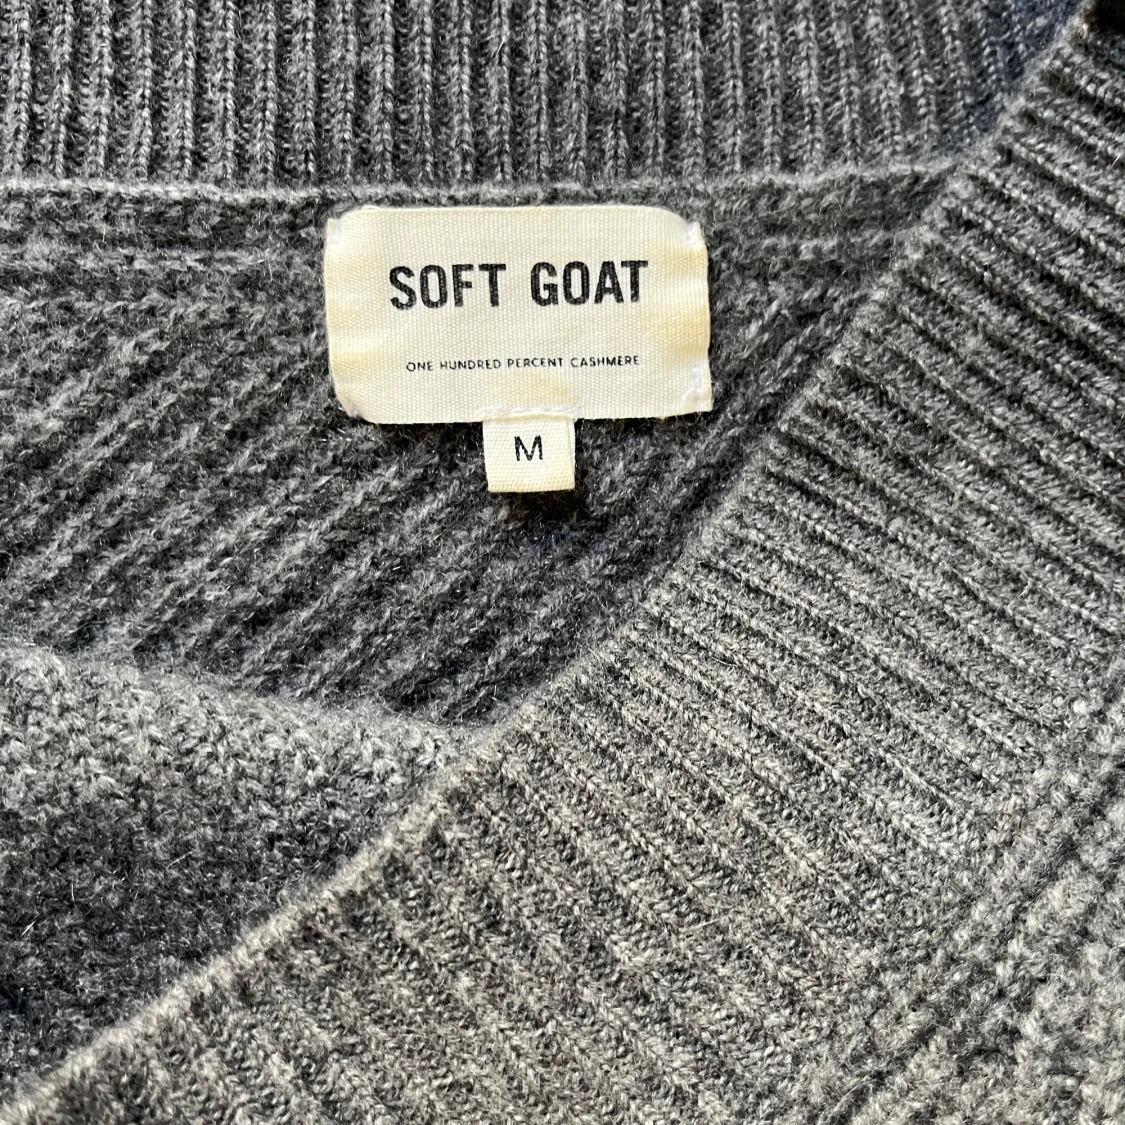 SOFT GOAT
ONE HUNDRED PERCENT CASHMERE
M